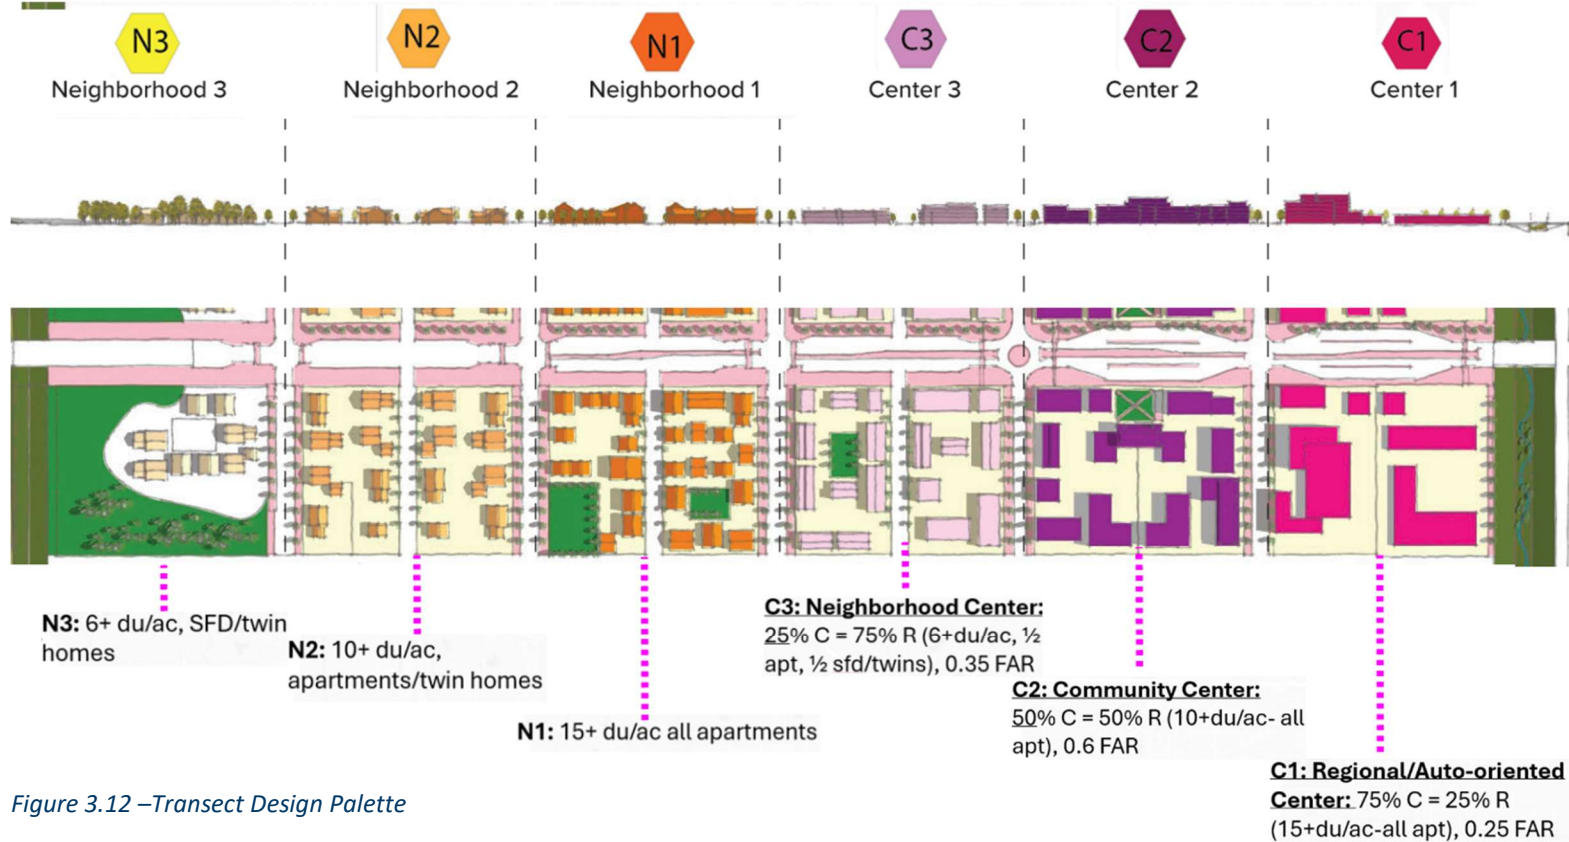 N3
N2
N1
C3
C2
C1
Neighborhood 3
Neighborhood 2
Neighborhood 1
Center 3
Center 2
Center 1
N3: 6+ du/ac, SFD/twin
homes
N2: 10+ du/ac,
apartments/twin homes
N1: 15+ du/ac all apartments
C3: Neighborhood Center:
25% C = 75% R (6+du/ac, ½
apt, ½ sfd/twins), 0.35 FAR
C2: Community Center:
50% C = 50% R (10+du/ac- all
apt), 0.6 FAR
C1: Regional/Auto-oriented
Center: 75% C = 25% R
(15+du/ac-all apt), 0.25 FAR
Figure 3.12 –Transect Design Palette